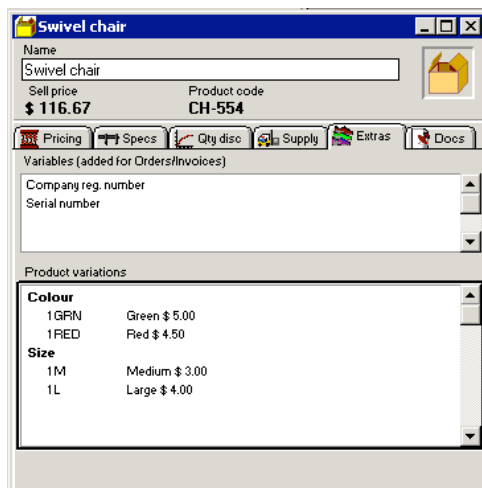 Swivel chair
Name
Swivel chair
Sell price Product code
$ 116.67 CH-554
Pricing Specs Qty disc Supply Extras Docs
Variables (added for Orders/Invoices)
Company reg. number
Serial number
Product variations
Colour
1GRN Green $ 5.00
1RED Red $ 4.50
Size
1M Medium $ 3.00
1L Large $ 4.00